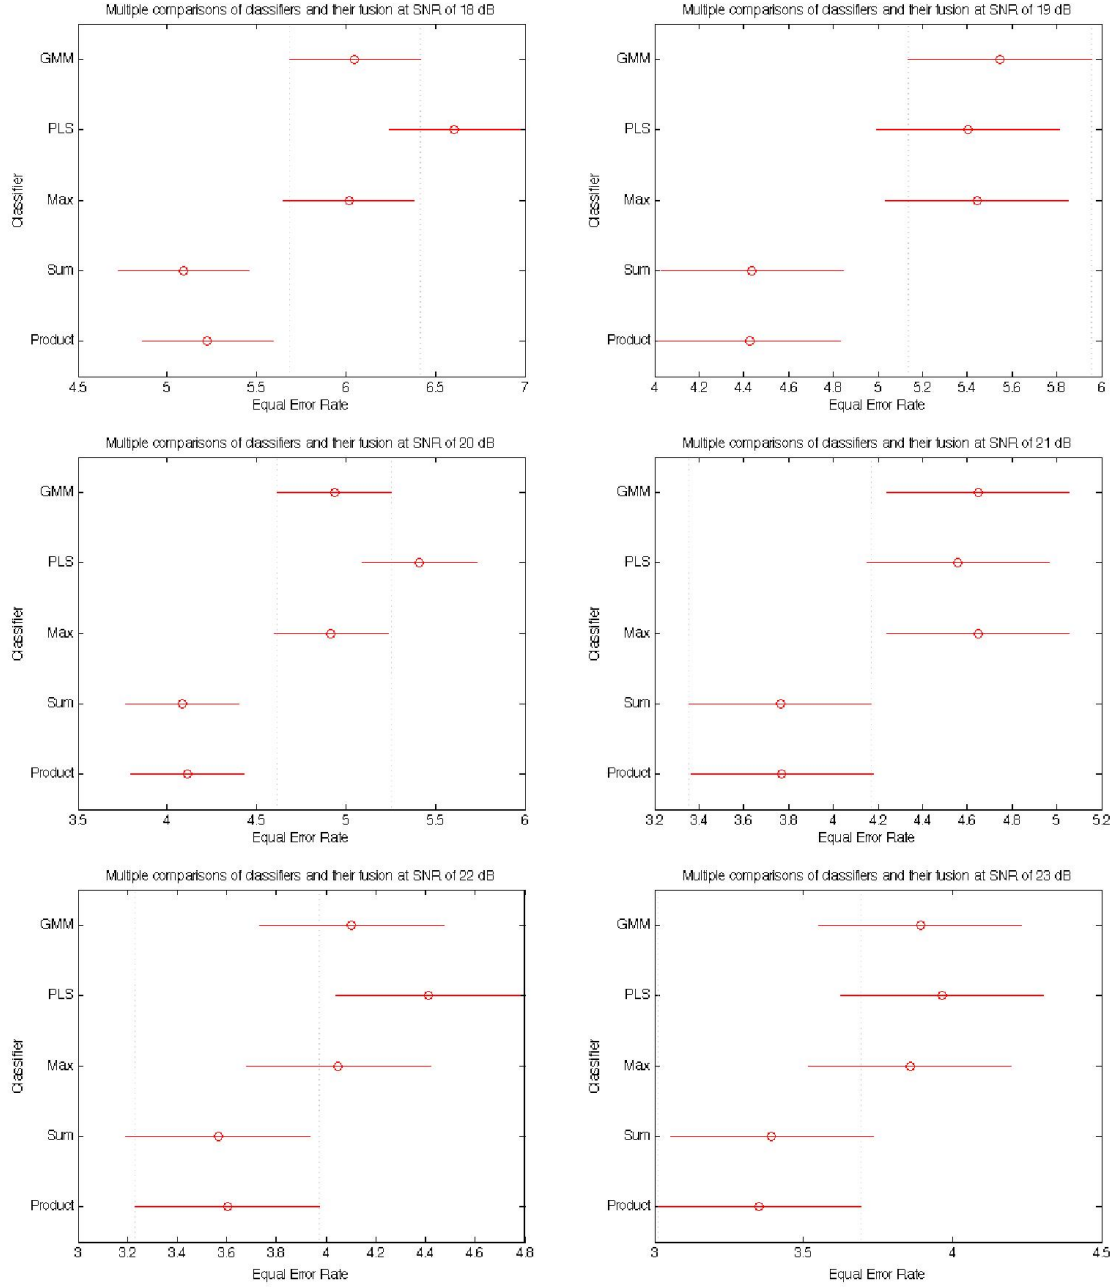 Multiple comparisons of classifiers and their fusion at SNR of 18 dB
GMM
PLS
Max
Sum
Product
Classifier
4.5 5 5.5 6 6.5 7
Equal Error Rate
Multiple comparisons of classifiers and their fusion at SNR of 19 dB
GMM
PLS
Max
Sum
Product
Classifier
4 4.2 4.4 4.6 4.8 5 5.2 5.4 5.6 5.8 6
Equal Error Rate
Multiple comparisons of classifiers and their fusion at SNR of 20 dB
GMM
PLS
Max
Sum
Product
Classifier
3.5 4 4.5 5 5.5 6
Equal Error Rate
Multiple comparisons of classifiers and their fusion at SNR of 21 dB
GMM
PLS
Max
Sum
Product
Classifier
3.2 3.4 3.6 3.8 4 4.2 4.4 4.6 4.8 5 5.2
Equal Error Rate
Multiple comparisons of classifiers and their fusion at SNR of 22 dB
GMM
PLS
Max
Sum
Product
Classifier
3 3.2 3.4 3.6 3.8 4 4.2 4.4 4.6 4.8
Equal Error Rate
Multiple comparisons of classifiers and their fusion at SNR of 23 dB
GMM
PLS
Max
Sum
Product
Classifier
3 3.5 4 4.5
Equal Error Rate